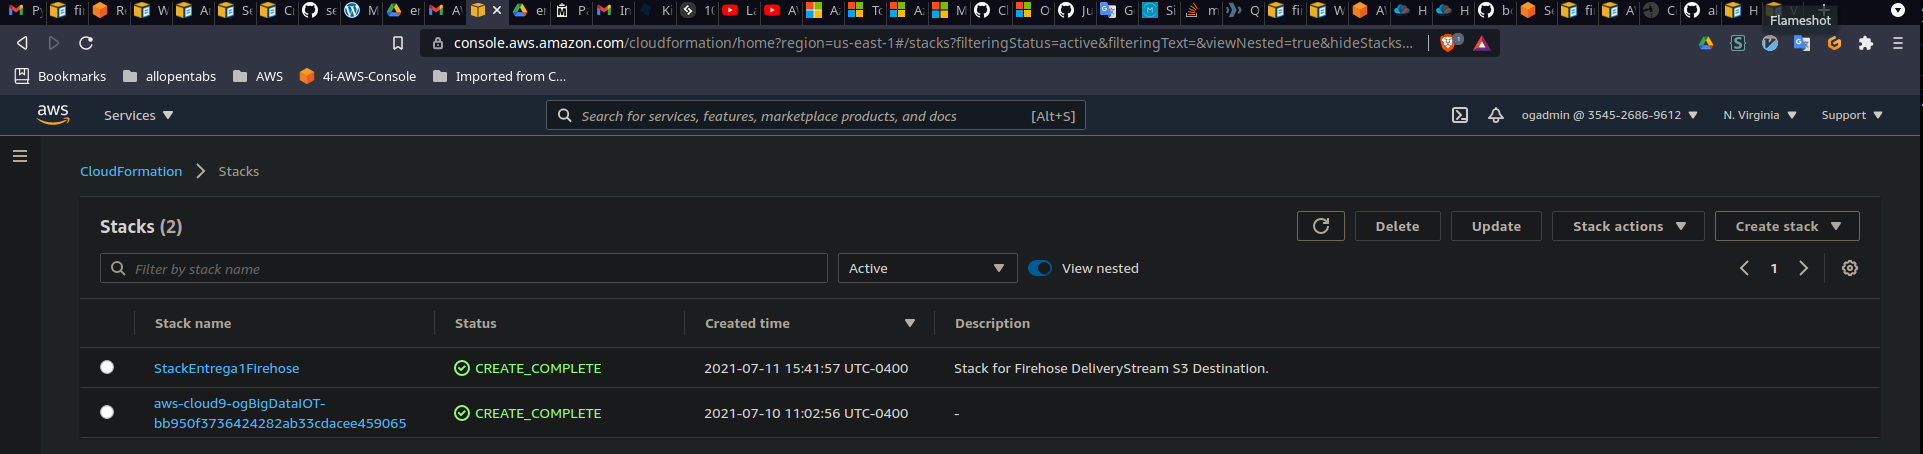 Flameshot
console.aws.amazon.com/cloudformation/home?region=us-east-1#/stacks?filteringStatus=active&filteringText=&viewNested=true&hideStacks...
Bookmarks allopentabs AWS 4i-AWS-Console Imported from C...
aws Services Search for services, features, marketplace products, and docs [Alt+S] ogadmin @ 3545-2686-9612 N. Virginia Support
CloudFormation Stacks
Stacks (2) Delete Update Stack actions Create stack
Filter by stack name Active View nested 1
Stack name Status Created time Description
StackEntrega1Firehose CREATE_COMPLETE 2021-07-11 15:41:57 UTC-0400 Stack for Firehose DeliveryStream S3 Destination.
aws-cloud9-ogBigDataIOT-
bb950f3736424282ab33cdacee459065 CREATE_COMPLETE 2021-07-10 11:02:56 UTC-0400 -